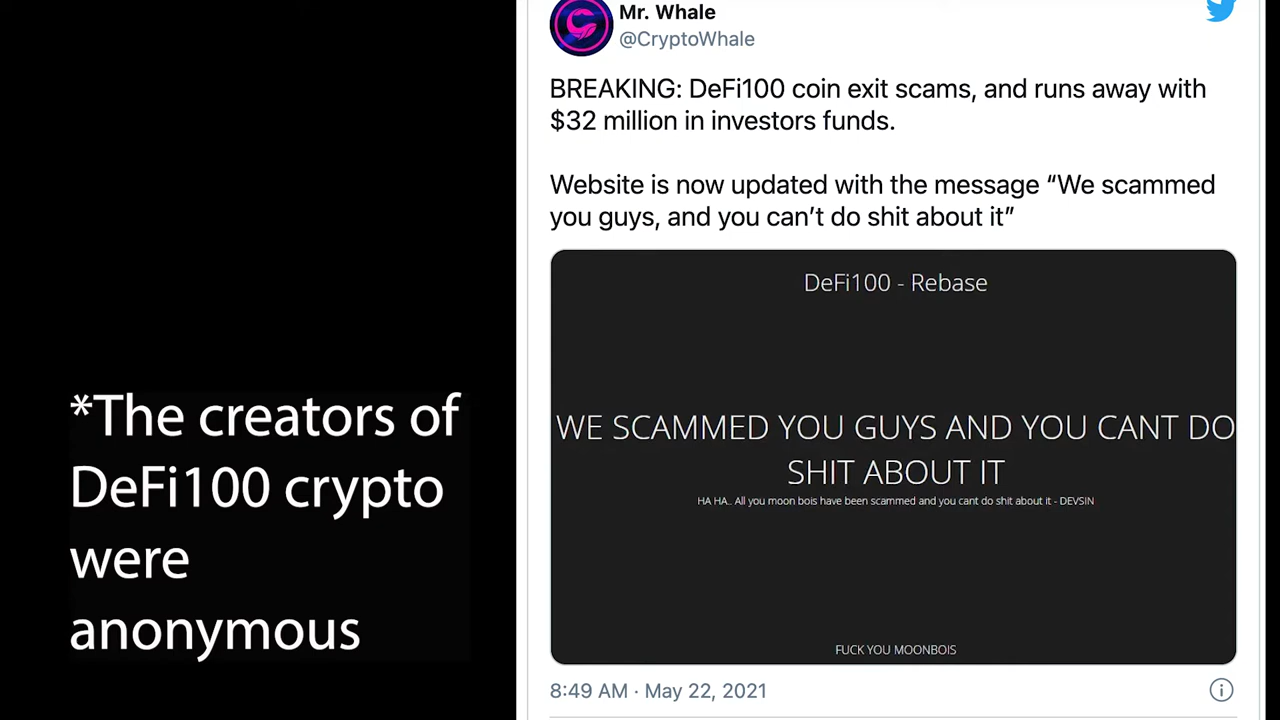 *The creators of
DeFi100 crypto
were
anonymous
Mr. Whale
@CryptoWhale
BREAKING: DeFi100 coin exit scams, and runs away with
$32 million in investors funds.
Website is now updated with the message “We scammed
you guys, and you can’t do shit about it”
DeFi100 - Rebase
WE SCAMMED YOU GUYS AND YOU CANT DO
SHIT ABOUT IT
HA HA.. All you moon bois have been scammed and you cant do shit about it - DEVSIN
FUCK YOU MOONBOIS
8:49 AM · May 22, 2021